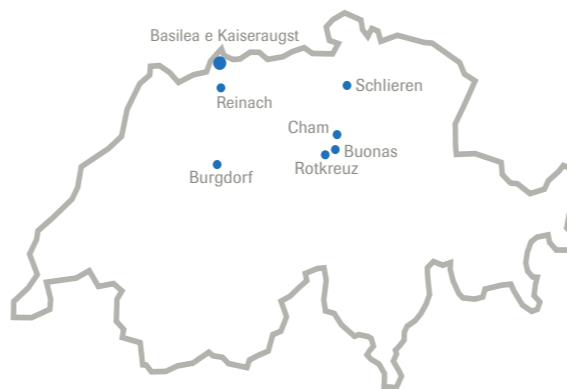 Basilea e Kaiseraugst
Schlieren
Reinach
Cham
Buonas
Rotkreuz
Burgdorf